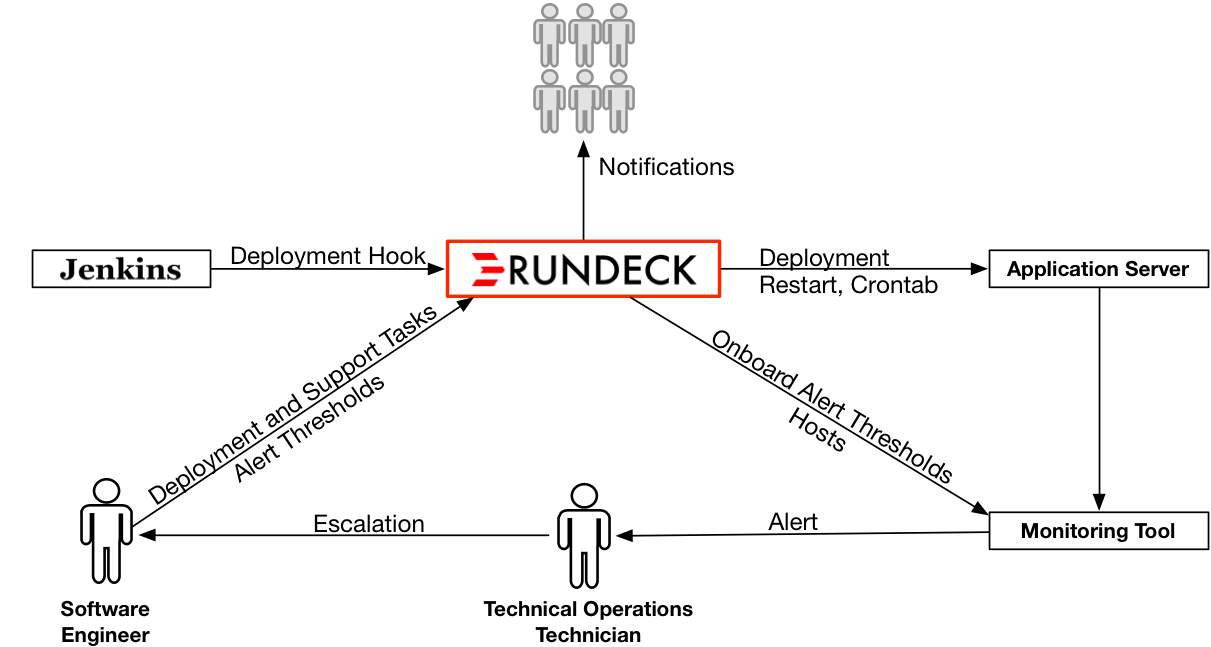 Notifications
Jenkins
Deployment Hook
RUNDECK
Deployment
Restart, Crontab
Application Server
Deployment and Support Tasks
Alert Thresholds
Onboard Alert Thresholds
Hosts
Escalation
Alert
Monitoring Tool
Software
Engineer
Technical Operations
Technician